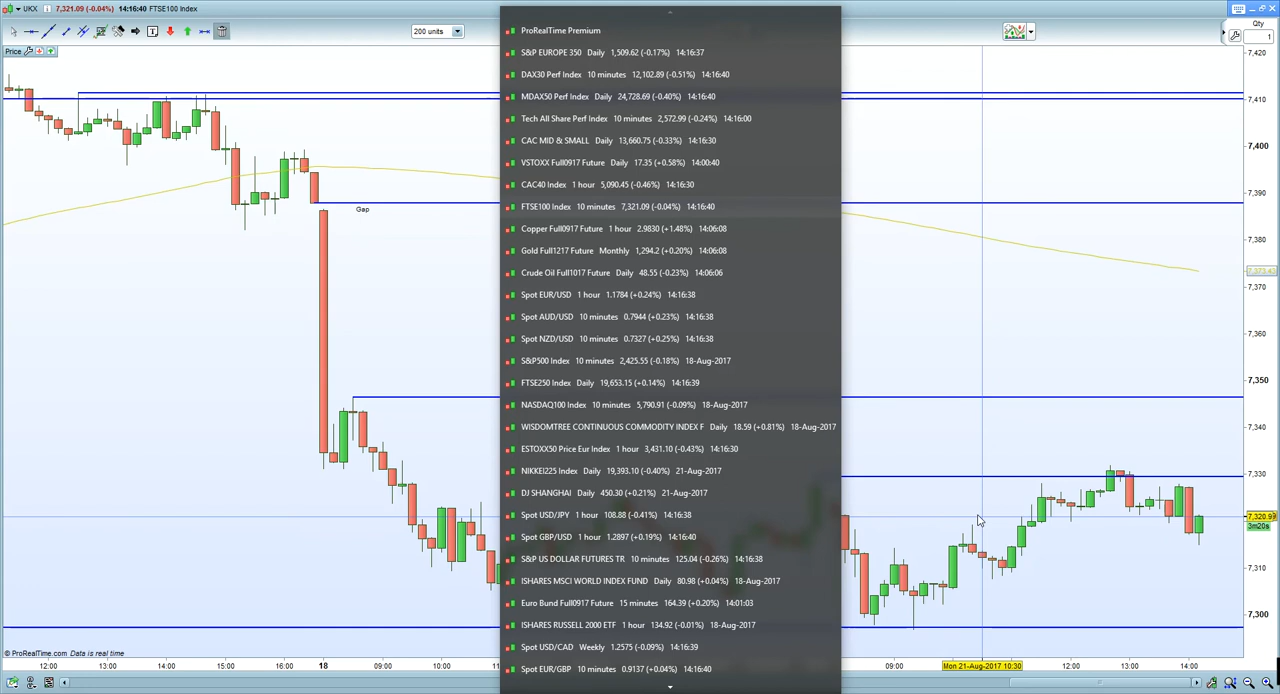 UKX 7,321.09 (-0.04%) 14:16:40 FTSE100 Index
200 units
Qty
1
Price
ProRealTime Premium
S&P EUROPE 350 Daily 1,509.62 (-0.17%) 14:16:37
DAX30 Perf Index 10 minutes 12,102.89 (-0.51%) 14:16:40
MDAX50 Perf Index Daily 24,728.69 (-0.40%) 14:16:40
Tech All Share Perf Index 10 minutes 2,572.99 (-0.24%) 14:16:00
CAC MID & SMALL Daily 13,660.75 (-0.33%) 14:16:30
VSTOXX Full0917 Future Daily 17.35 (+0.58%) 14:00:40
CAC40 Index 1 hour 5,090.45 (-0.46%) 14:16:30
FTSE100 Index 10 minutes 7,321.09 (-0.04%) 14:16:40
Copper Full0917 Future 1 hour 2.9830 (+1.48%) 14:06:08
Gold Full1217 Future Monthly 1,294.2 (+0.20%) 14:06:08
Crude Oil Full1017 Future Daily 48.55 (-0.23%) 14:06:06
Spot EUR/USD 1 hour 1.1784 (+0.24%) 14:16:38
Spot AUD/USD 10 minutes 0.7944 (+0.23%) 14:16:38
Spot NZD/USD 10 minutes 0.7327 (+0.25%) 14:16:38
S&P500 Index 10 minutes 2,425.55 (-0.18%) 18-Aug-2017
FTSE250 Index Daily 19,653.15 (+0.14%) 14:16:39
NASDAQ100 Index 10 minutes 5,790.91 (-0.09%) 18-Aug-2017
WISDOMTREE CONTINUOUS COMMODITY INDEX F Daily 18.59 (+0.81%) 18-Aug-2017
ESTOXX50 Price Eur Index 1 hour 3,431.10 (-0.43%) 14:16:30
NIKKEI225 Index Daily 19,393.10 (-0.40%) 21-Aug-2017
DJ SHANGHAI Daily 450.30 (+0.21%) 21-Aug-2017
Spot USD/JPY 1 hour 108.88 (-0.41%) 14:16:38
Spot GBP/USD 1 hour 1.2897 (+0.19%) 14:16:40
S&P US DOLLAR FUTURES TR 10 minutes 125.04 (-0.26%) 14:16:38
ISHARES MSCI WORLD INDEX FUND Daily 80.98 (+0.04%) 18-Aug-2017
Euro Bund Full0917 Future 15 minutes 164.39 (+0.20%) 14:01:03
ISHARES RUSSELL 2000 ETF 1 hour 134.92 (-0.01%) 18-Aug-2017
Spot USD/CAD Weekly 1.2575 (-0.09%) 14:16:39
Spot EUR/GBP 10 minutes 0.9137 (+0.04%) 14:16:40
Gap
7,420
7,410
7,400
7,390
7,380
7,373.43
7,370
7,360
7,350
7,340
7,330
7,320.99
3m20s
7,310
7,300
© ProRealTime.com Data is real time
12:00 13:00 14:00 15:00 16:00 18 09:00 10:00 11 09:00 Mon 21-Aug-2017 10:30 12:00 13:00 14:00